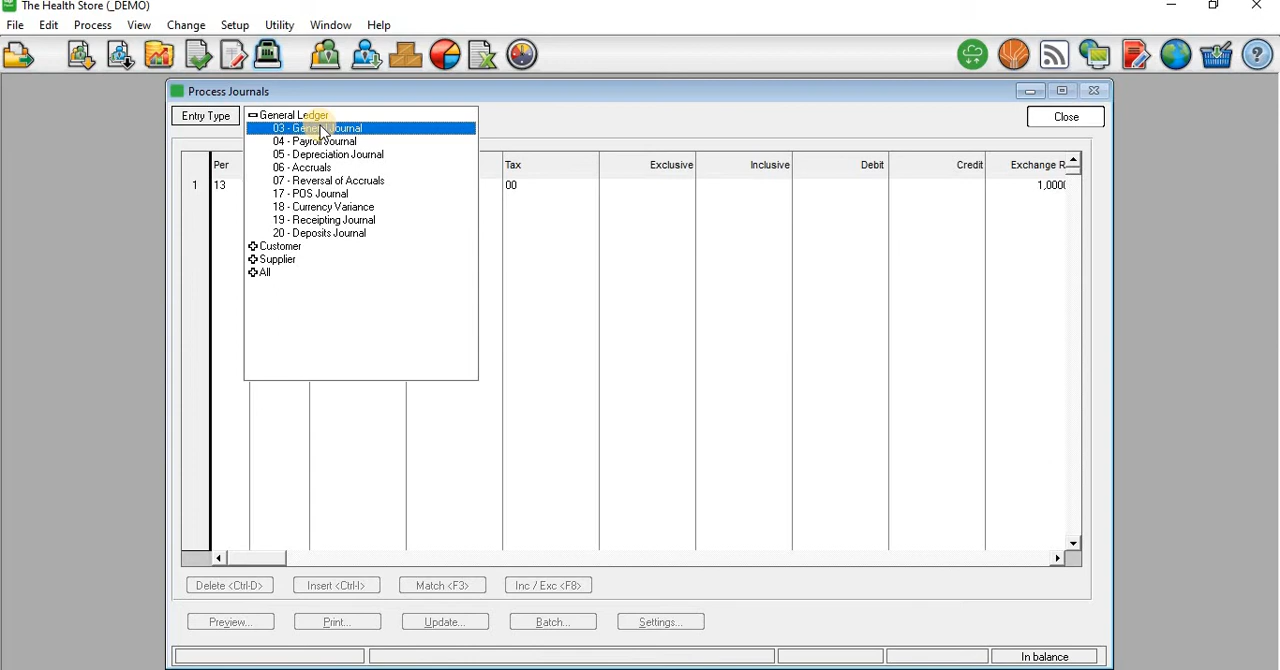 The Health Store (_DEMO)
File Edit Process View Change Setup Utility Window Help
Process Journals
Entry Type
Close
General Ledger
03 - General Journal
04 - Payroll Journal
05 - Depreciation Journal
06 - Accruals
07 - Reversal of Accruals
17 - POS Journal
18 - Currency Variance
19 - Receipting Journal
20 - Deposits Journal
Customer
Supplier
All
Per Tax Exclusive Inclusive Debit Credit Exchange R
1 13 00 1,000(
Delete <Ctrl-D> Insert <Ctrl-I> Match <F3> Inc / Exc <F8>
Preview... Print... Update... Batch... Settings...
In balance